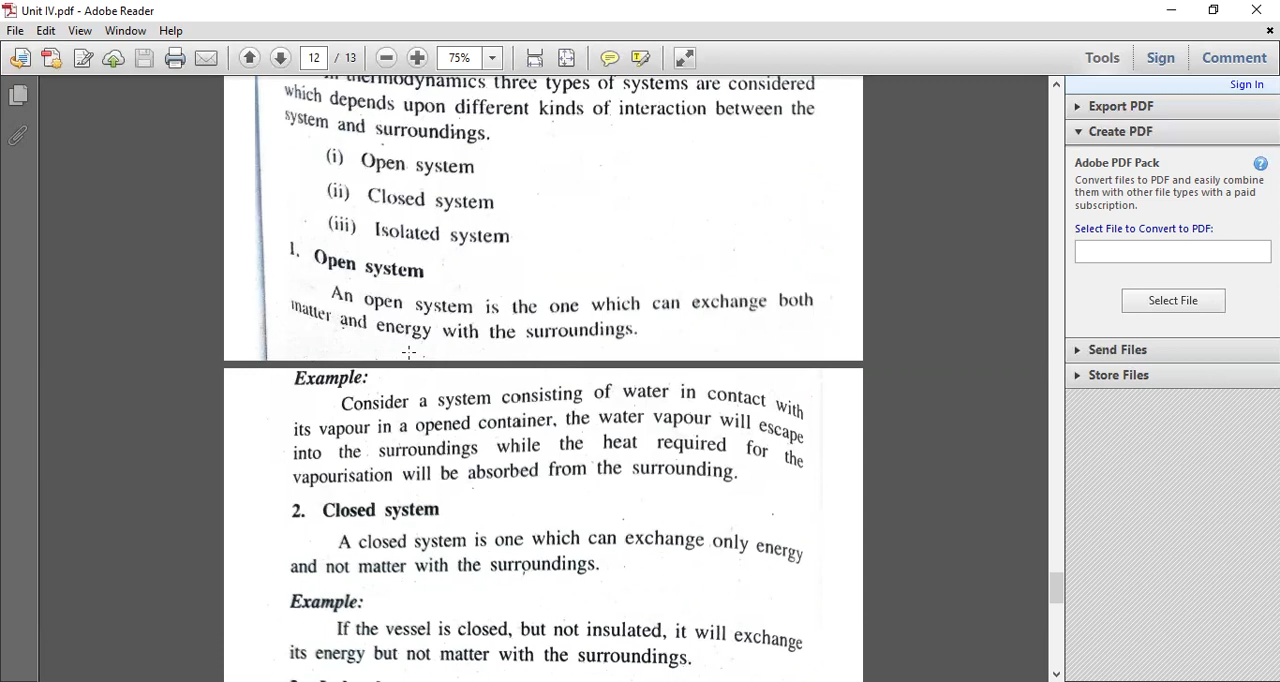 Unit IV.pdf - Adobe Reader
File Edit View Window Help
12 / 13 75% Tools Sign Comment
Sign In
Export PDF
Create PDF
Adobe PDF Pack
Convert files to PDF and easily combine
them with other file types with a paid
subscription.
Select File to Convert to PDF:
Select File
Send Files
Store Files
thermodynamics three types of systems are considered
which depends upon different kinds of interaction between the
system and surroundings.
(i) Open system
(ii) Closed system
(iii) Isolated system
1. Open system
An open system is the one which can exchange both
matter and energy with the surroundings.
Example:
Consider a system consisting of water in contact with
its vapour in a opened container, the water vapour will escape
into the surroundings while the heat required for the
vapourisation will be absorbed from the surrounding.
2. Closed system
A closed system is one which can exchange only energy
and not matter with the surroundings.
Example:
If the vessel is closed, but not insulated, it will exchange
its energy but not matter with the surroundings.